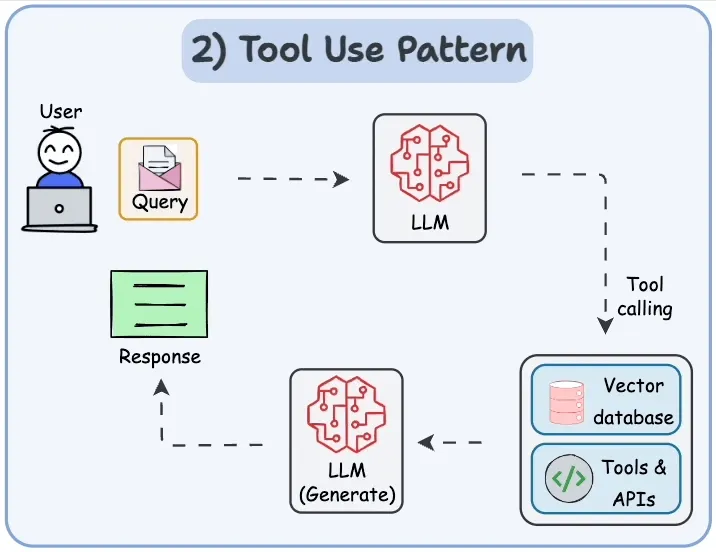 2) Tool Use Pattern
User
Query
LLM
Tool
calling
Vector
database
Tools &
APIs
LLM
(Generate)
Response